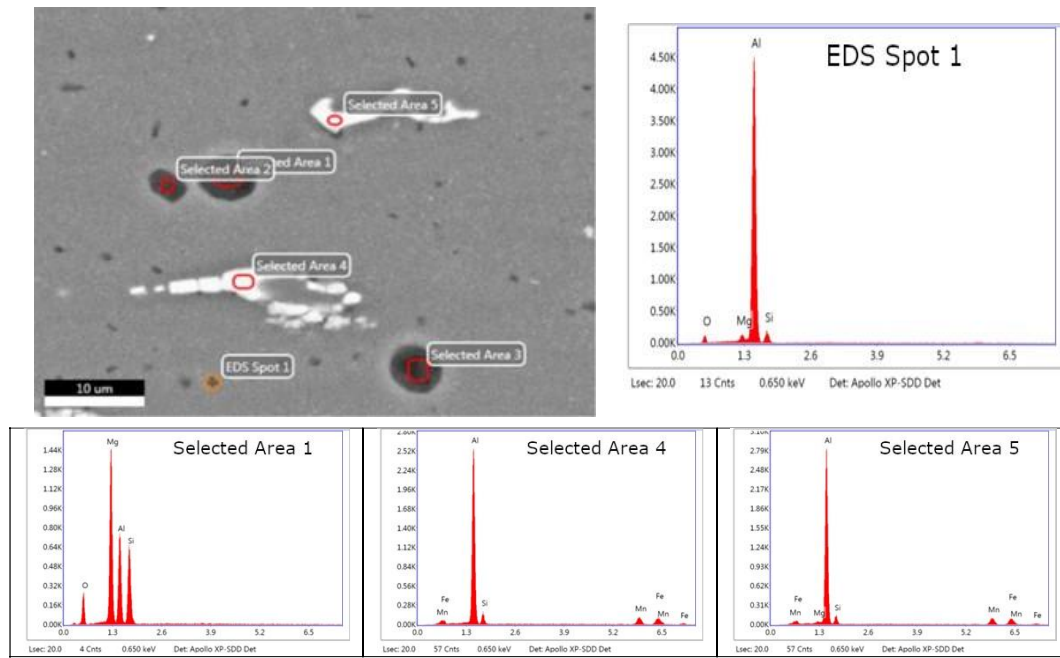 Selected Area 5
Selected Area 2
ed Area 1
Selected Area 4
Selected Area 3
EDS Spot 1
10 um
EDS Spot 1
4.50K
4.00K
3.50K
3.00K
2.50K
2.00K
1.50K
1.00K
0.50K
0.00K
Al
O
Mg
Si
0.0 1.3 2.6 3.9 5.2 6.5
Lsec: 20.0 13 Cnts 0.650 keV Det: Apollo XP-SDD Det
Selected Area 1
1.44K
1.28K
1.12K
0.96K
0.80K
0.64K
0.48K
0.32K
0.16K
0.00K
Mg
Al
Si
O
0.0 1.3 2.6 3.9 5.2 6.5
Lsec: 20.0 4 Cnts 0.650 keV Det: Apollo XP-SDD Det
Selected Area 4
2.80K
2.52K
2.24K
1.96K
1.68K
1.40K
1.12K
0.84K
0.56K
0.28K
0.00K
Al
Fe
Mn
Si
Mn
Fe
Mn
Fe
0.0 1.3 2.6 3.9 5.2 6.5
Lsec: 20.0 57 Cnts 0.650 keV Det: Apollo XP-SDD Det
Selected Area 5
3.10K
2.79K
2.48K
2.17K
1.86K
1.55K
1.24K
0.93K
0.62K
0.31K
0.00K
Al
Fe
Mn
Mg
Si
Mn
Fe
Mn
Fe
0.0 1.3 2.6 3.9 5.2 6.5
Lsec: 20.0 57 Cnts 0.650 keV Det: Apollo XP-SDD Det